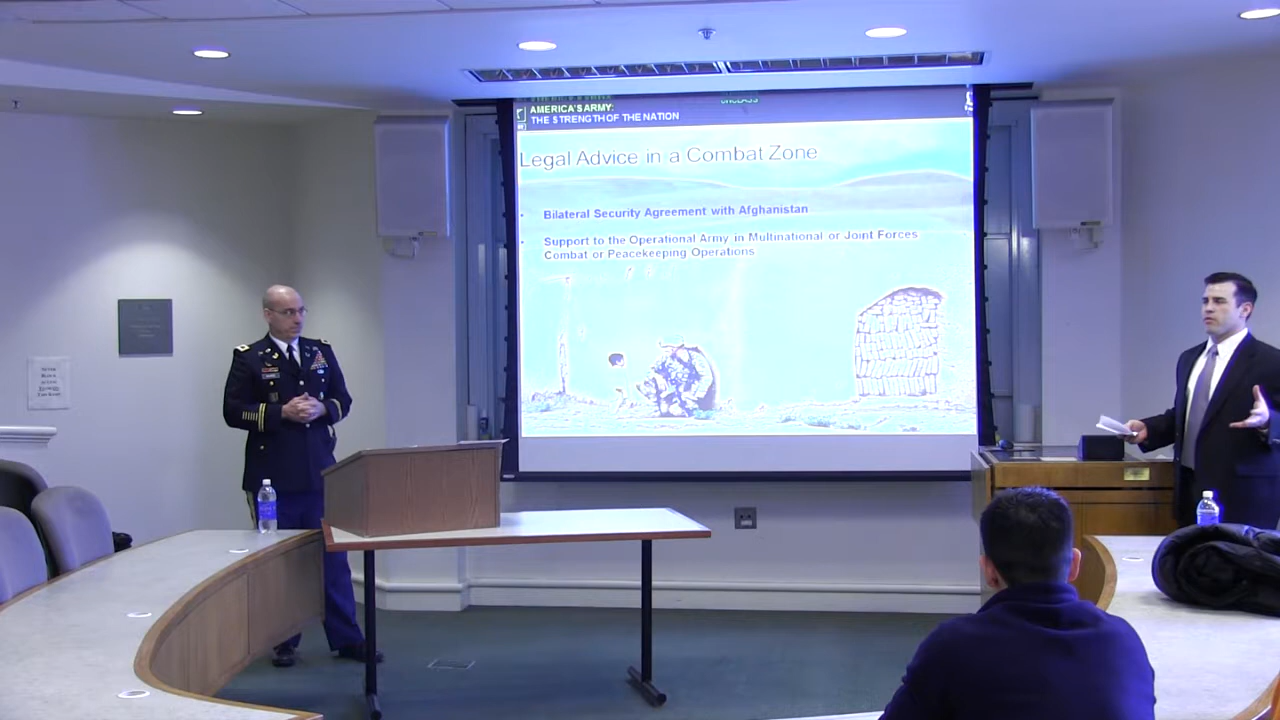 UNCLASS
AMERICA'S ARMY:
THE STRENGTH OF THE NATION
Legal Advice in a Combat Zone
• Bilateral Security Agreement with Afghanistan
• Support to the Operational Army in Multinational or Joint Forces
Combat or Peacekeeping Operations